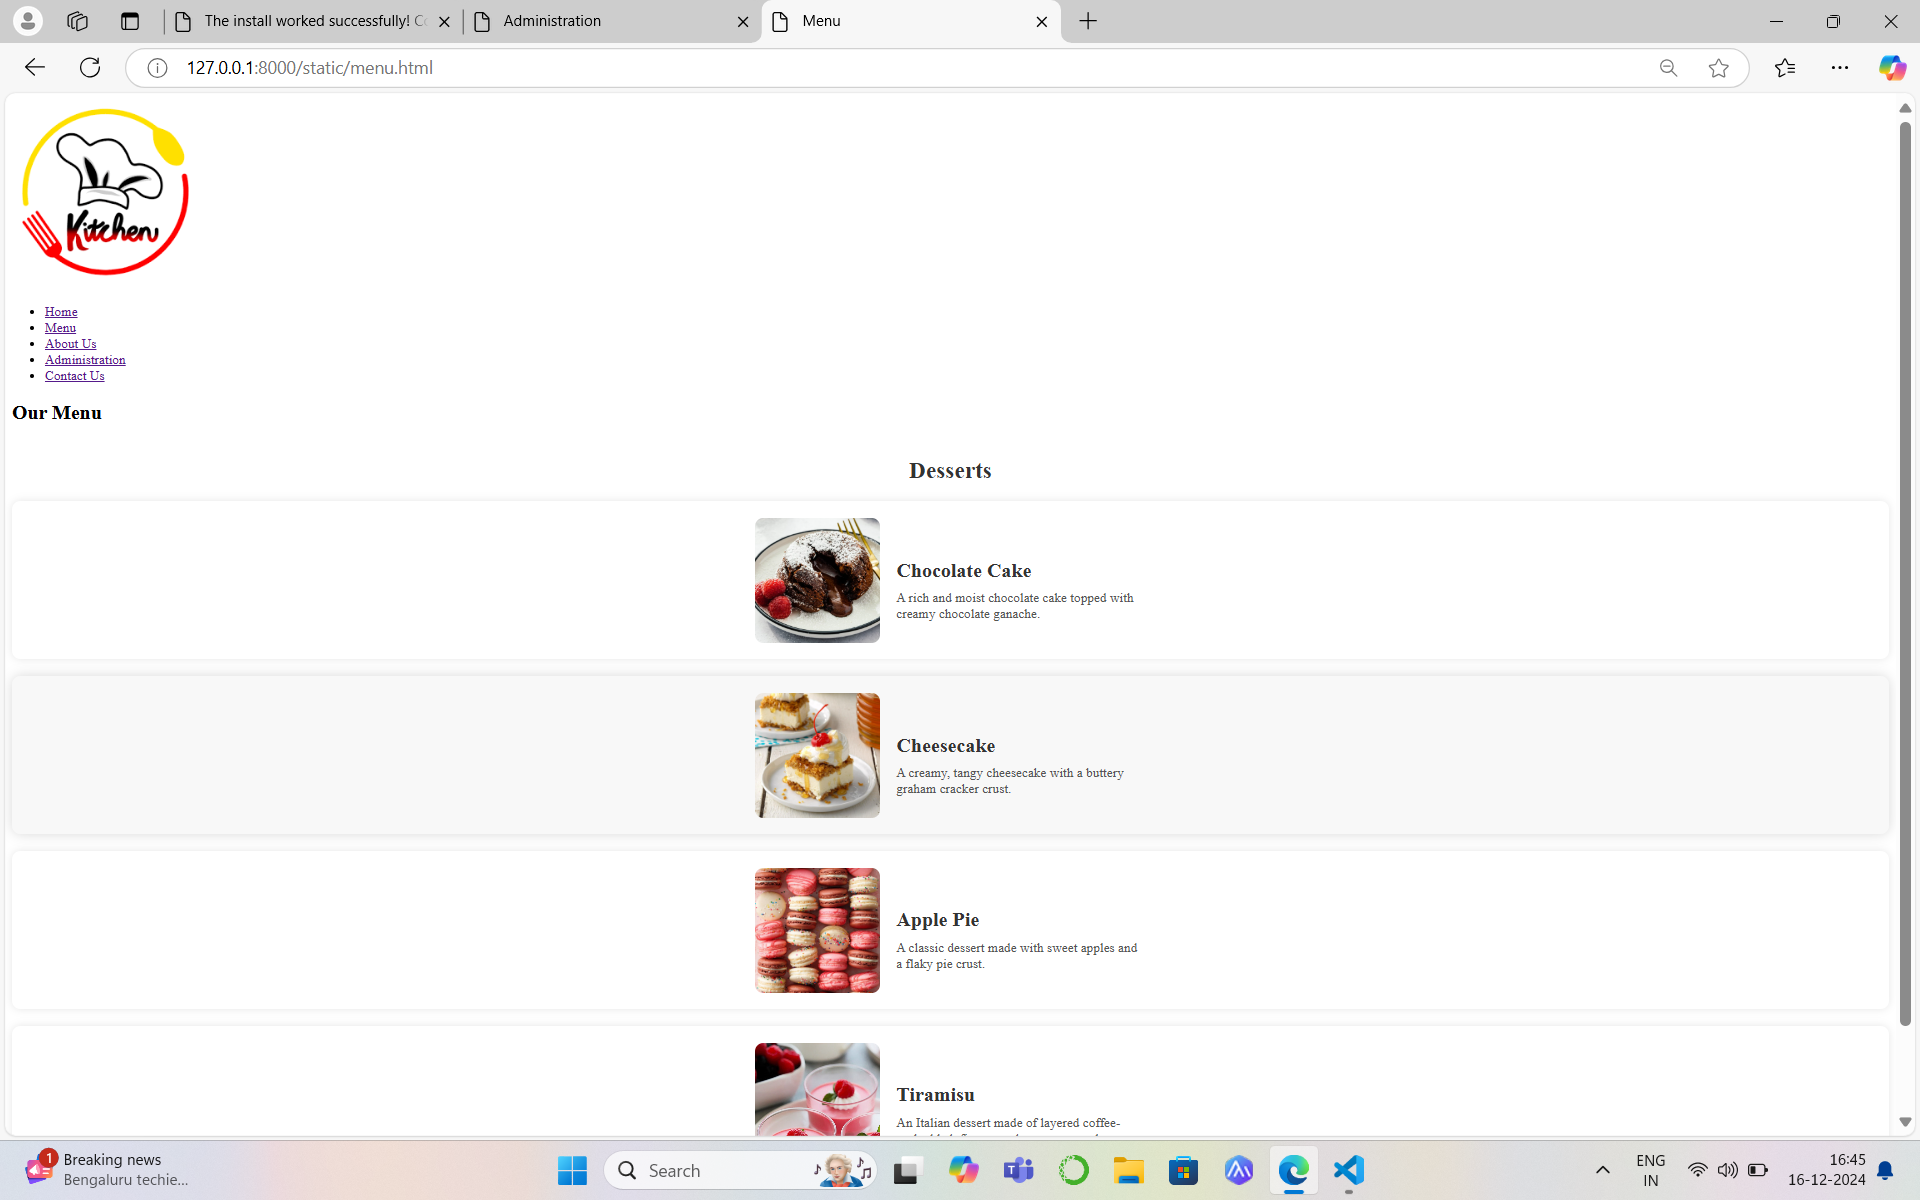 The install worked successfully! Co
Administration
Menu
127.0.0.1:8000/static/menu.html
Kitchen
Home
Menu
About Us
Administration
Contact Us
Our Menu
Desserts
Chocolate Cake
A rich and moist chocolate cake topped with
creamy chocolate ganache.
Cheesecake
A creamy, tangy cheesecake with a buttery
graham cracker crust.
Apple Pie
A classic dessert made with sweet apples and
a flaky pie crust.
Tiramisu
An Italian dessert made of layered coffee-
1
Breaking news
Bengaluru techie...
Search
ENG
IN
16:45
16-12-2024